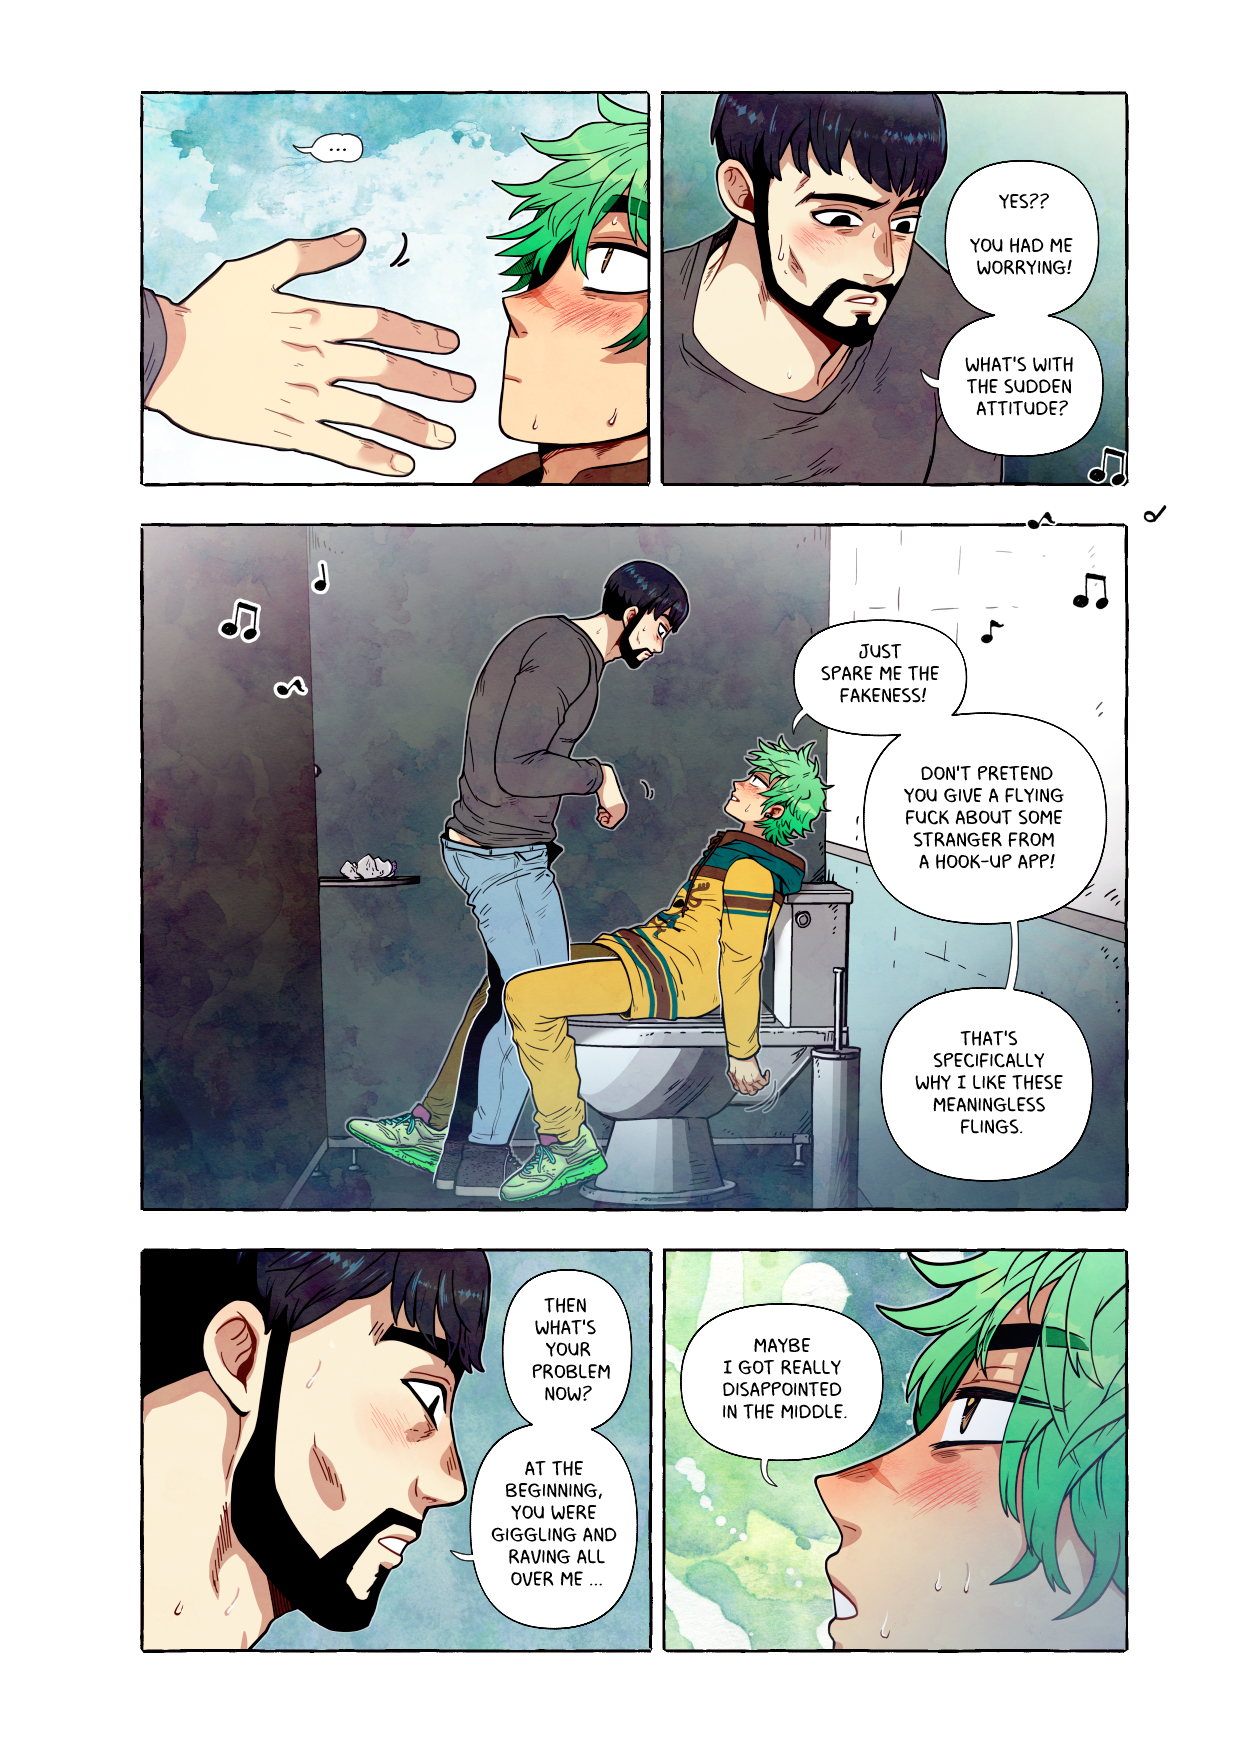 ...
YES??
YOU HAD ME
WORRYING!
WHAT'S WITH
THE SUDDEN
ATTITUDE?
JUST
SPARE ME THE
FAKENESS!
DON'T PRETEND
YOU GIVE A FLYING
FUCK ABOUT SOME
STRANGER FROM
A HOOK-UP APP!
THAT'S
SPECIFICALLY
WHY I LIKE THESE
MEANINGLESS
FLINGS.
THEN
WHAT'S
YOUR
PROBLEM
NOW?
AT THE
BEGINNING,
YOU WERE
GIGGLING AND
RAVING ALL
OVER ME ...
MAYBE
I GOT REALLY
DISAPPOINTED
IN THE MIDDLE.